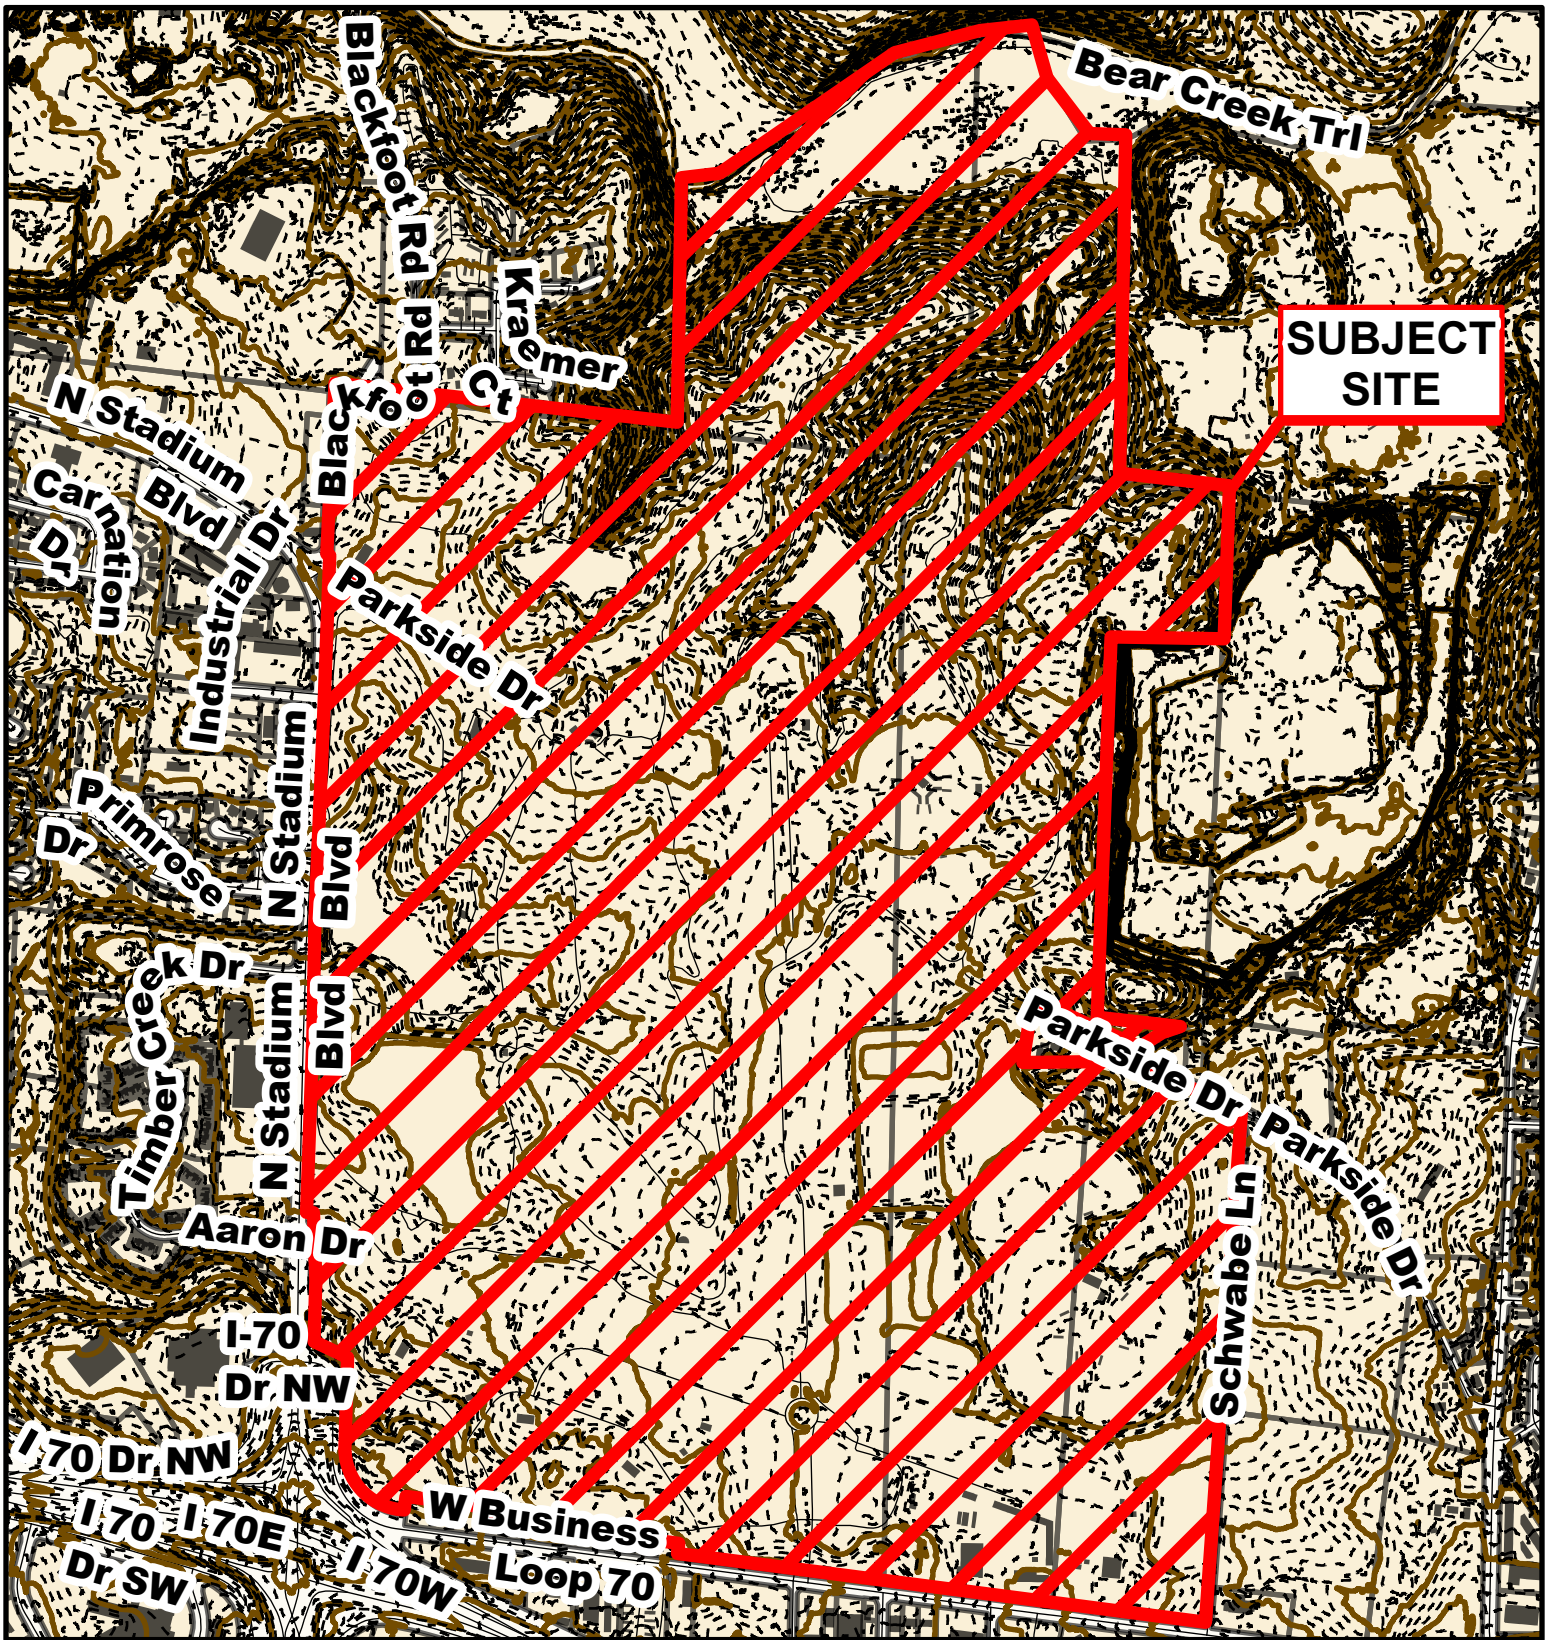 Blackfoot Rd
Bear Creek Trl
Kraemer
Ct
Blackfoot Rd
SUBJECT
SITE
N Stadium
Blvd
Carnation
Dr
Industrial Dr
Parkside Dr
N Stadium
Blvd
Primrose
Dr
Timber Creek Dr
N Stadium
Blvd
Parkside Dr
Parkside Dr
Schwabe Ln
Aaron Dr
I-70
Dr NW
I 70 Dr NW
I 70
Dr SW
I 70E
I 70W
W Business
Loop 70